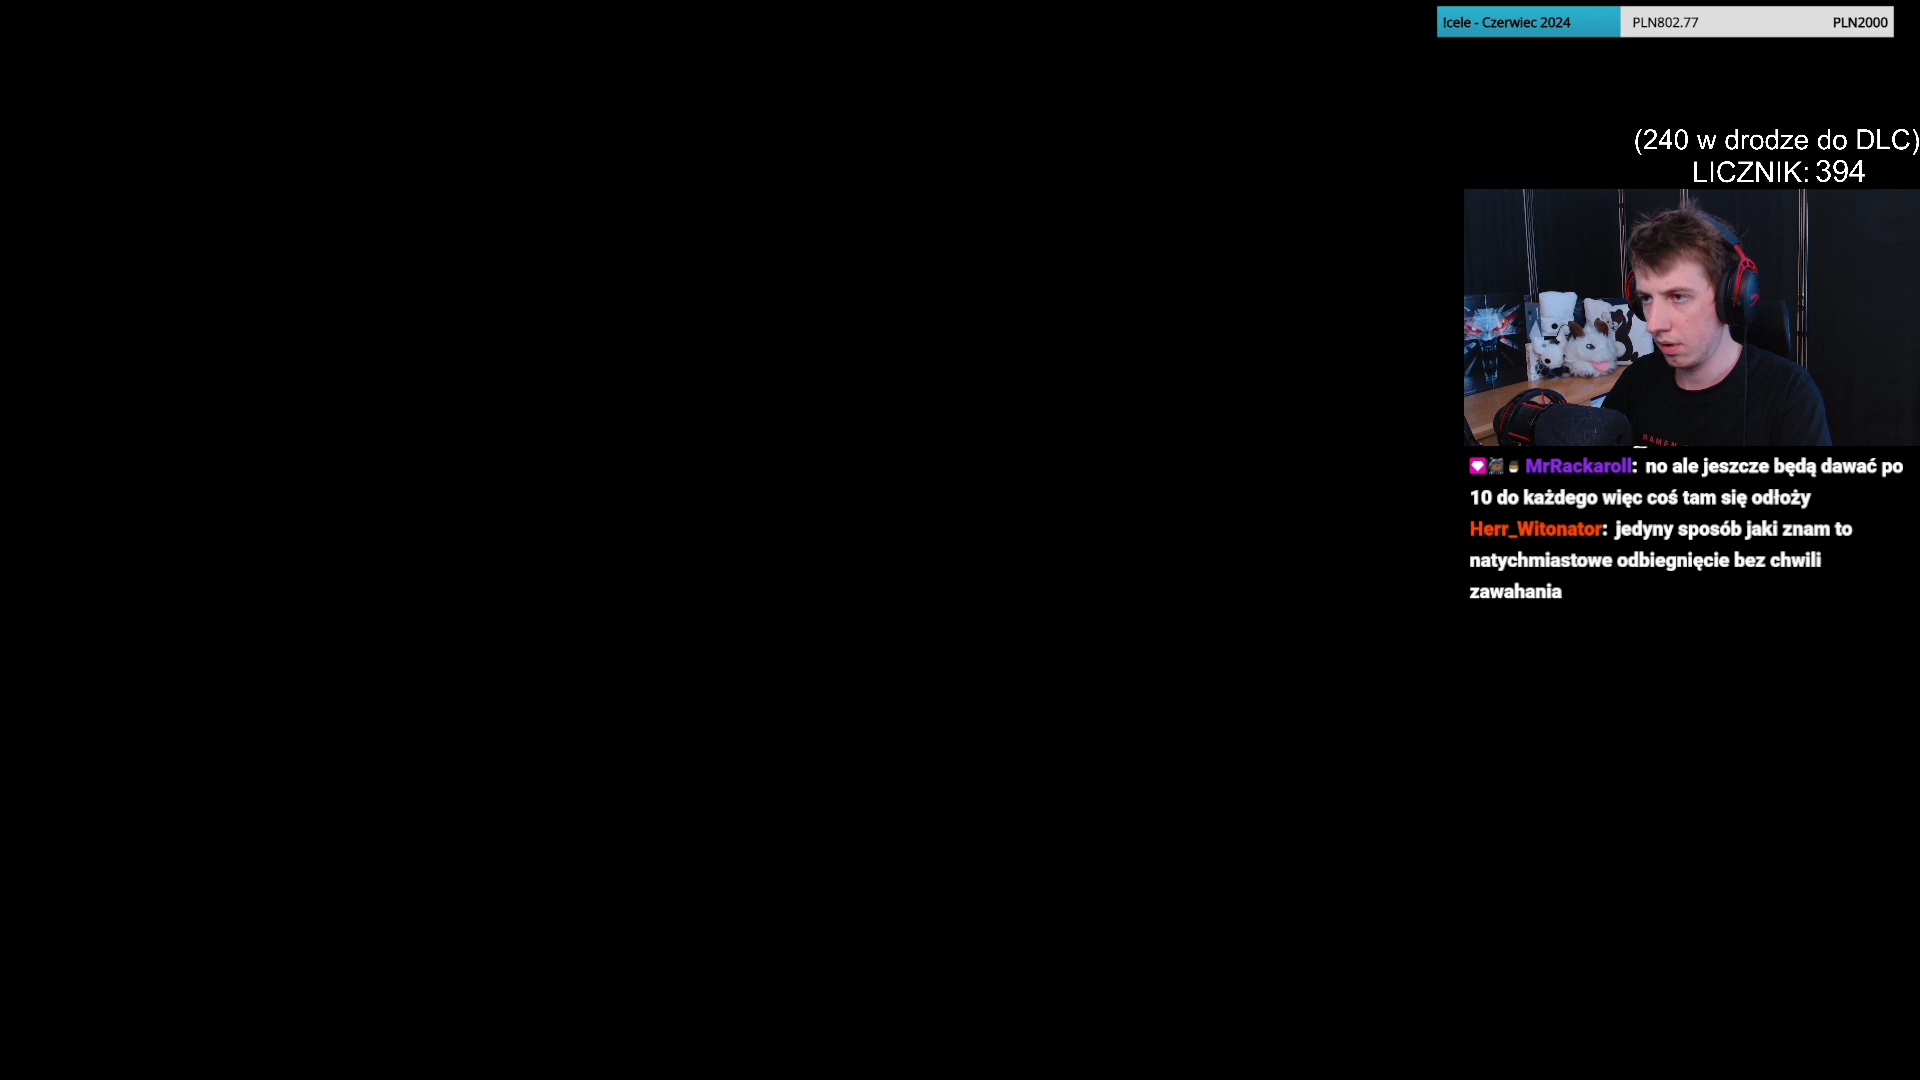 !cele - Czerwiec 2024 PLN802.77 PLN2000
(240 w drodze do DLC)
LICZNIK: 394
MrRackaroll: no ale jeszcze będą dawać po
10 do każdego więc coś tam się odłoży
Herr_Witonator: jedyny sposób jaki znam to
natychmiastowe odbiegnięcie bez chwili
zawahania